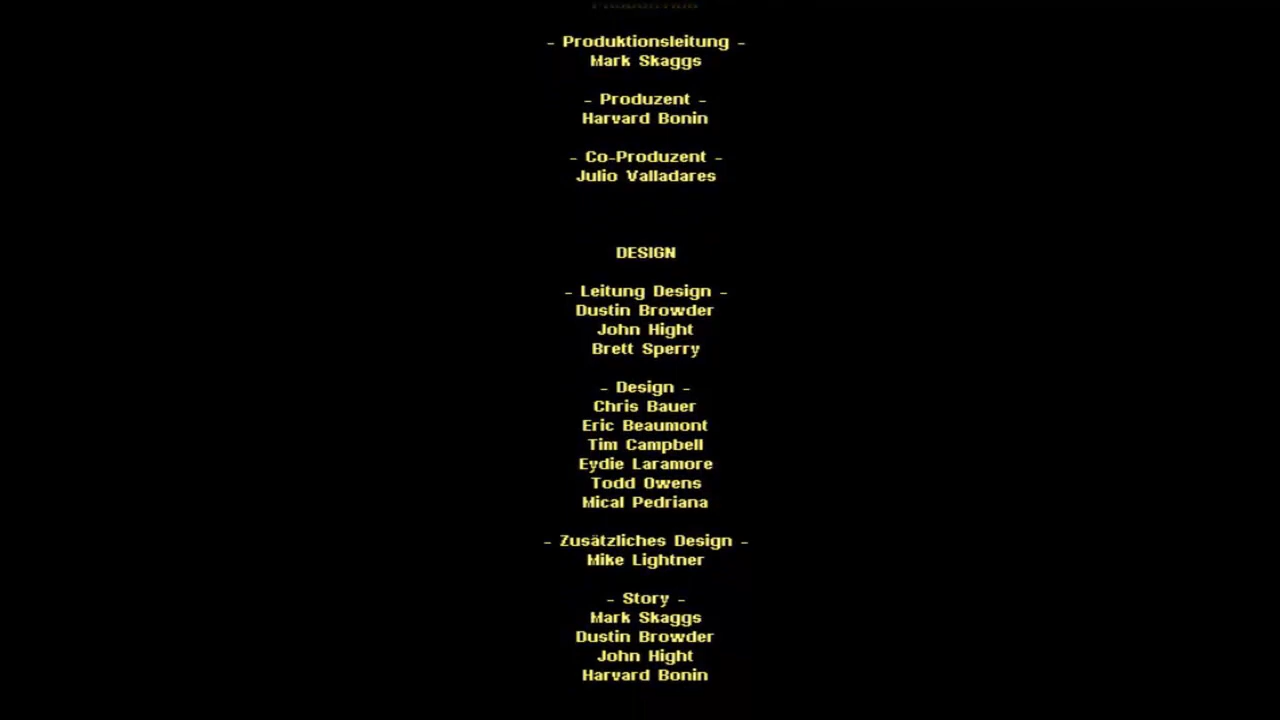 - Produktionsleitung -
Mark Skaggs
- Produzent -
Harvard Bonin
- Co-Produzent -
Julio Valladares
DESIGN
- Leitung Design -
Dustin Browder
John Hight
Brett Sperry
- Design -
Chris Bauer
Eric Beaumont
Tim Campbell
Eydie Laramore
Todd Owens
Mical Pedriana
- Zusätzliches Design -
Mike Lightner
- Story -
Mark Skaggs
Dustin Browder
John Hight
Harvard Bonin